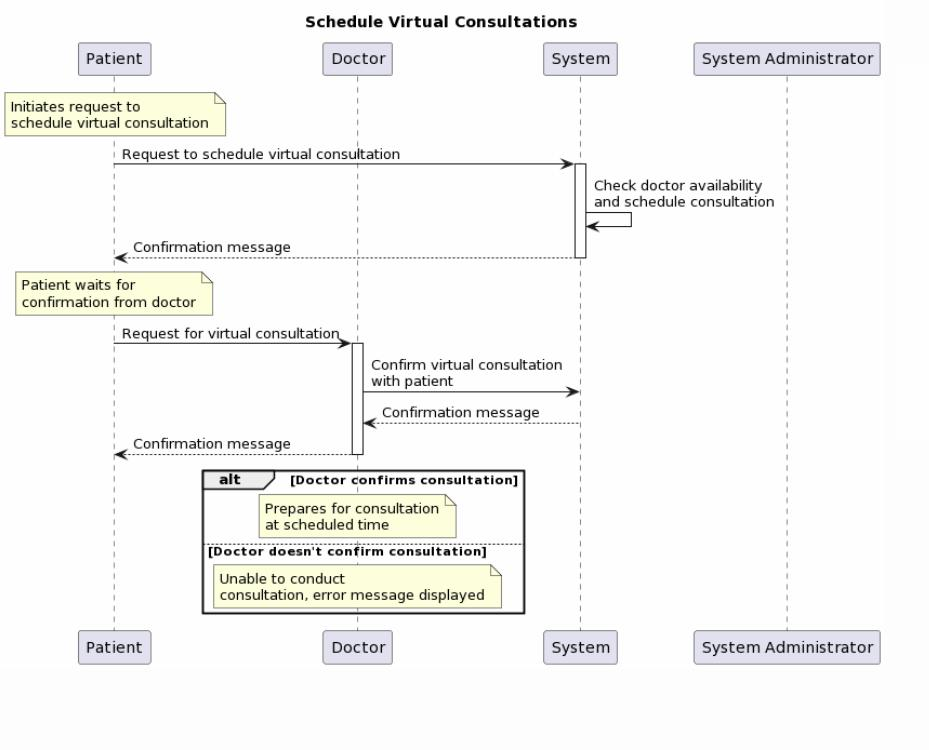 Schedule Virtual Consultations
Patient
Doctor
System
System Administrator
Initiates request to
schedule virtual consultation
Request to schedule virtual consultation
Check doctor availability
and schedule consultation
Confirmation message
Patient waits for
confirmation from doctor
Request for virtual consultation
Confirm virtual consultation
with patient
Confirmation message
Confirmation message
alt
[Doctor confirms consultation]
Prepares for consultation
at scheduled time
[Doctor doesn't confirm consultation]
Unable to conduct
consultation, error message displayed
Patient
Doctor
System
System Administrator